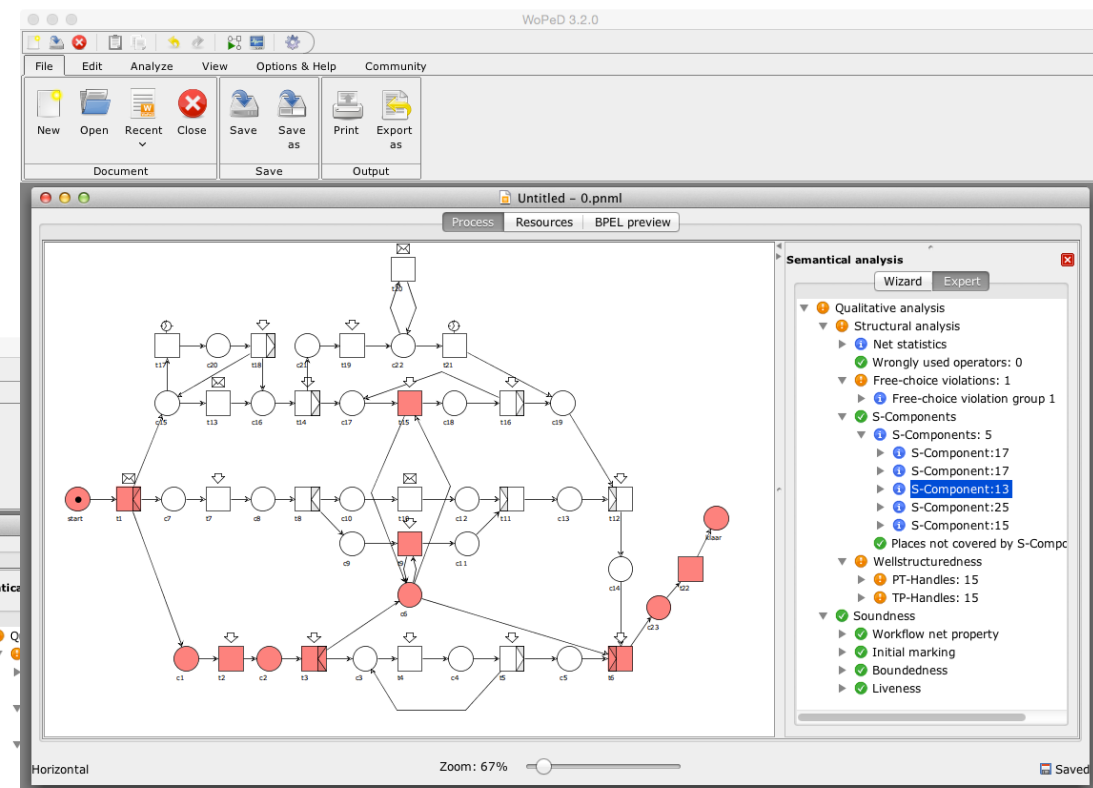 WoPeD 3.2.0
File Edit Analyze View Options & Help Community
New Open Recent Close Save Save as Print Export as
Document Save Output
Untitled – 0.pnml
Process Resources BPEL preview
Semantical analysis
Wizard Expert
Qualitative analysis
Structural analysis
Net statistics
Wrongly used operators: 0
Free-choice violations: 1
Free-choice violation group 1
S-Components
S-Components: 5
S-Component:17
S-Component:17
S-Component:13
S-Component:25
S-Component:15
Places not covered by S-Compo
Wellstructuredness
PT-Handles: 15
TP-Handles: 15
Soundness
Workflow net property
Initial marking
Boundedness
Liveness
t20
t17 c20 t18 c21 t19 c22 t21
c15 t13 c16 t14 c17 t15 c18 t16 c19
start t1 c7 t7 c8 t8 c10 t10 c12 t11 c13 t12
c9 t9 c11
klaar
c14 t22
c6 c23
c1 t2 c2 t3 c3 t4 c4 t5 c5 t6
Horizontal Zoom: 67% Saved